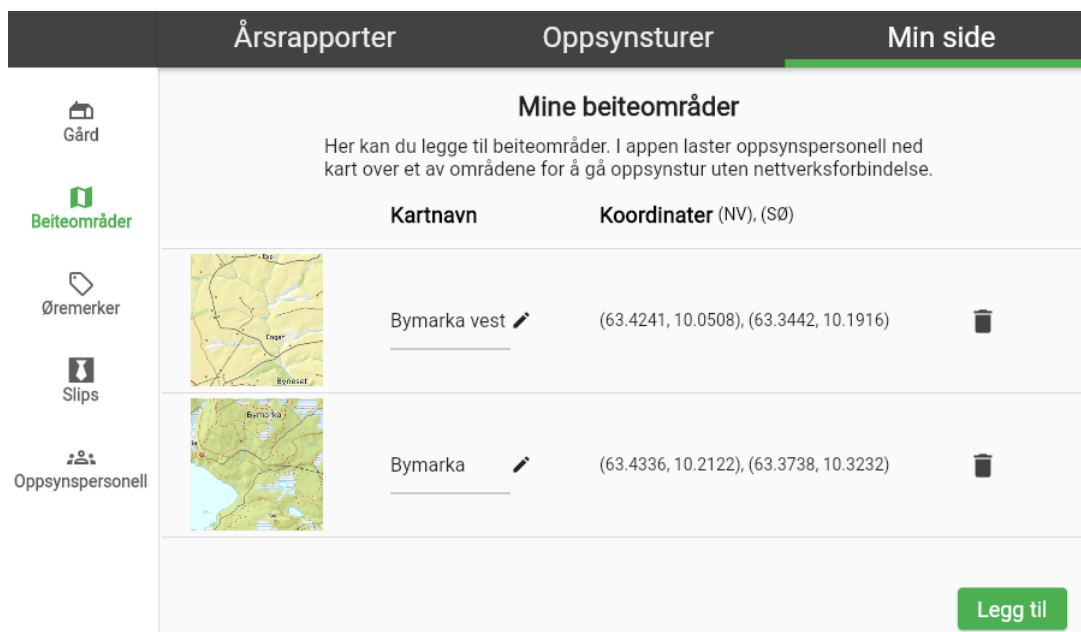 Årsrapporter Oppsynsturer Min side
Gård
Beiteområder
Øremerker
Slips
Oppsynspersonell
Mine beiteområder
Her kan du legge til beiteområder. I appen laster oppsynspersonell ned
kart over et av områdene for å gå oppsynstur uten nettverksforbindelse.
Kartnavn Koordinater (NV), (SØ)
Esp
Enger
Byneset
Bymarka vest (63.4241, 10.0508), (63.3442, 10.1916)
Bymarka
Bymarka (63.4336, 10.2122), (63.3738, 10.3232)
Legg til